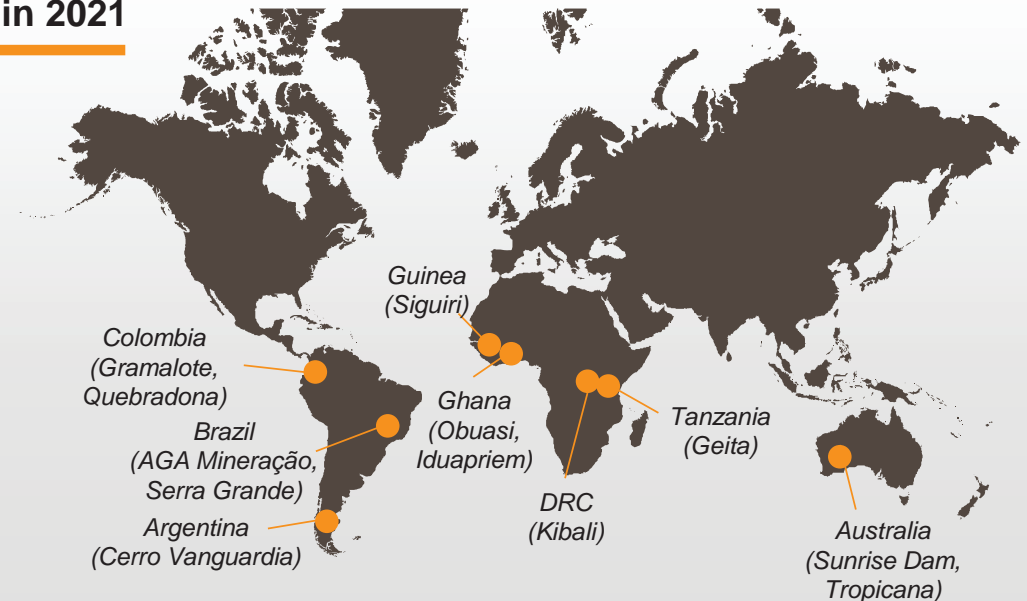 in 2021
Guinea
(Siguiri)
Colombia
(Gramalote,
Quebradona)
Ghana
(Obuasi,
Iduapriem)
Tanzania
(Geita)
Brazil
(AGA Mineração,
Serra Grande)
DRC
(Kibali)
Argentina
(Cerro Vanguardia)
Australia
(Sunrise Dam,
Tropicana)